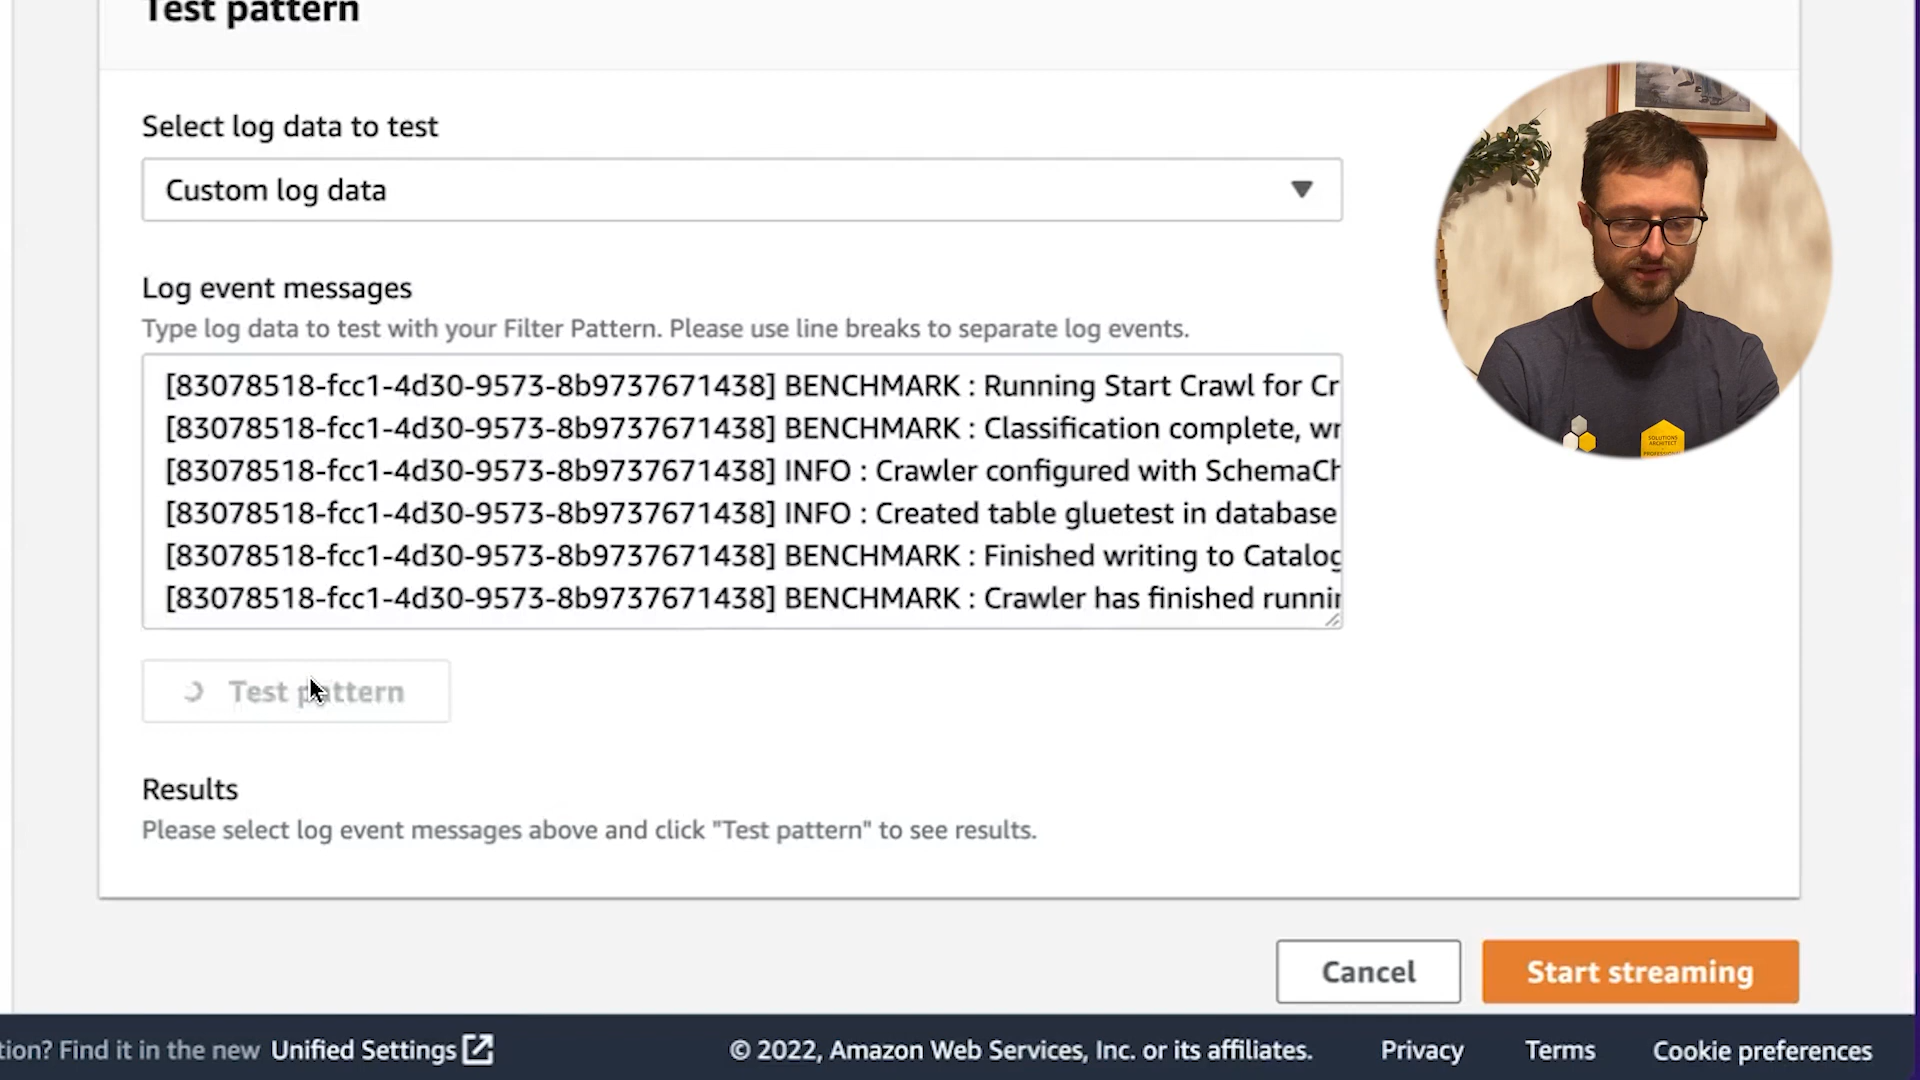 Test pattern
Select log data to test
Custom log data
Log event messages
Type log data to test with your Filter Pattern. Please use line breaks to separate log events.
[83078518-fcc1-4d30-9573-8b9737671438] BENCHMARK : Running Start Crawl for Cr
[83078518-fcc1-4d30-9573-8b9737671438] BENCHMARK : Classification complete, wr
[83078518-fcc1-4d30-9573-8b9737671438] INFO : Crawler configured with SchemaCh
[83078518-fcc1-4d30-9573-8b9737671438] INFO : Created table gluetest in database
[83078518-fcc1-4d30-9573-8b9737671438] BENCHMARK : Finished writing to Catalog
[83078518-fcc1-4d30-9573-8b9737671438] BENCHMARK : Crawler has finished runnin
SOLUTIONS
ARCHITECT
PROFESSIONAL
Test pattern
Results
Please select log event messages above and click "Test pattern" to see results.
Cancel
Start streaming
tion? Find it in the new Unified Settings
© 2022, Amazon Web Services, Inc. or its affiliates.
Privacy
Terms
Cookie preferences